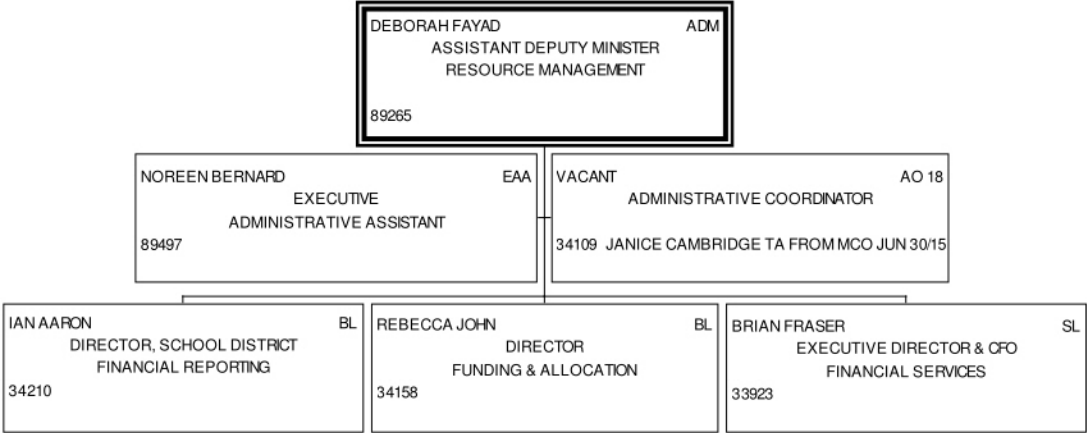 DEBORAH FAYAD ADM
ASSISTANT DEPUTY MINISTER
RESOURCE MANAGEMENT
89265
NOREEN BERNARD EAA
EXECUTIVE
ADMINISTRATIVE ASSISTANT
89497
VACANT AO 18
ADMINISTRATIVE COORDINATOR
34109 JANICE CAMBRIDGE TA FROM MCO JUN 30/15
IAN AARON BL
DIRECTOR, SCHOOL DISTRICT
FINANCIAL REPORTING
34210
REBECCA JOHN BL
DIRECTOR
FUNDING & ALLOCATION
34158
BRIAN FRASER SL
EXECUTIVE DIRECTOR & CFO
FINANCIAL SERVICES
33923